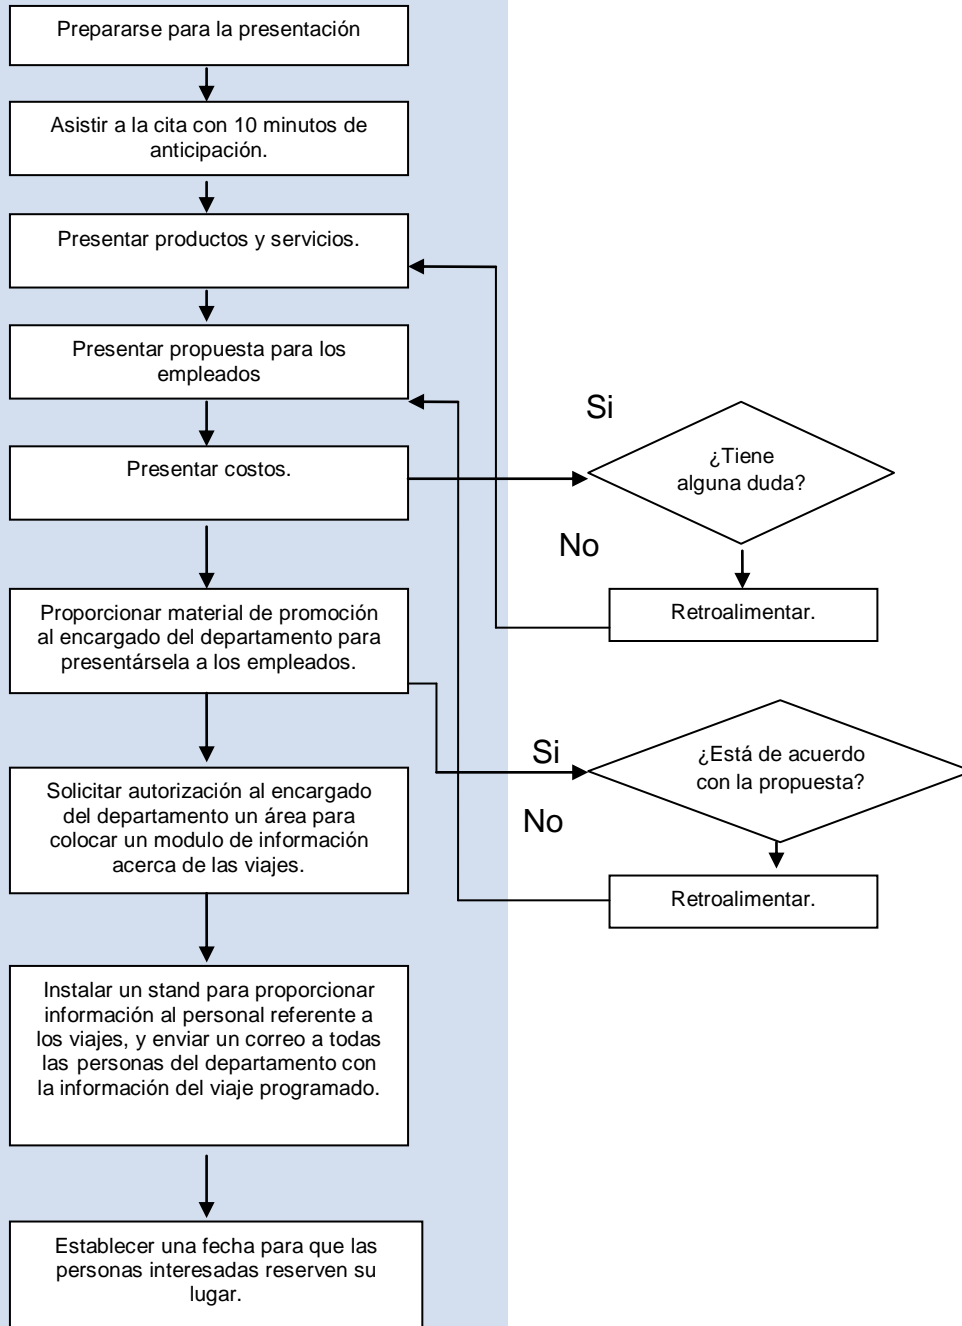 Prepararse para la presentación
Asistir a la cita con 10 minutos de
anticipación.
Presentar productos y servicios.
Presentar propuesta para los
empleados
Si
¿Tiene
alguna duda?
Presentar costos.
No
Retroalimentar.
Proporcionar material de promoción
al encargado del departamento para
presentársela a los empleados.
Si
¿Está de acuerdo
con la propuesta?
No
Retroalimentar.
Solicitar autorización al encargado
del departamento un área para
colocar un modulo de información
acerca de las viajes.
Instalar un stand para proporcionar
información al personal referente a
los viajes, y enviar un correo a todas
las personas del departamento con
la información del viaje programado.
Establecer una fecha para que las
personas interesadas reserven su
lugar.